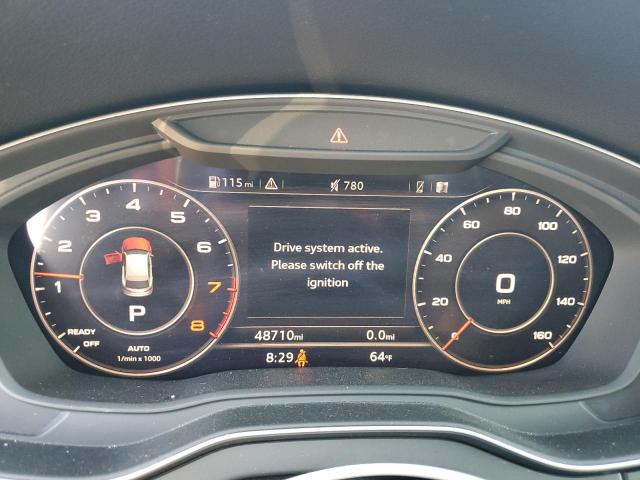 115 mi
780
Drive system active.
Please switch off the
ignition
1
2
3
4
5
6
7
8
READY
OFF
P
AUTO
1/min x 1000
0
20
40
60
80
100
120
140
160
0
MPH
48710mi
0.0mi
8:29
64°F